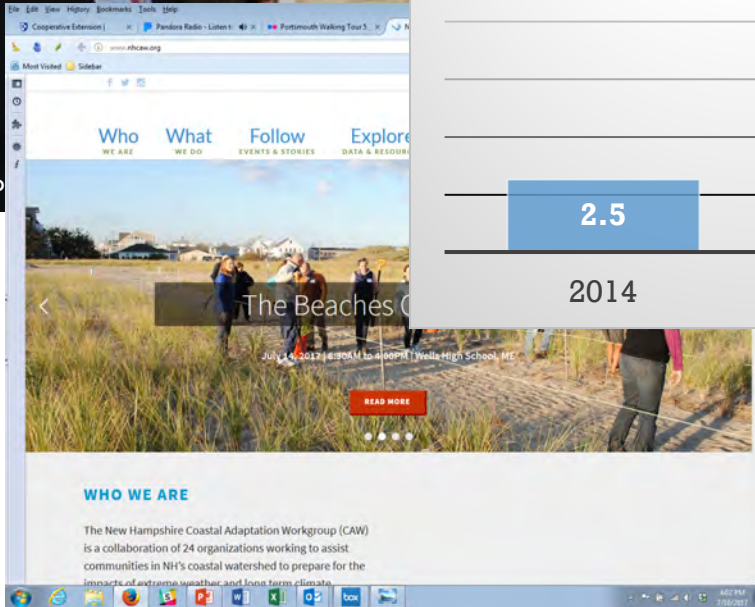 File Edit View History Bookmarks Tools Help
Cooperative Extension | Pandora Radio - Listen t Portsmouth Walking Tour 5 N
www.nhcaw.org
Most Visited Sidebar
Who What Follow Explore
WE ARE WE DO EVENTS & STORIES DATA & RESOUR
2.5
2014
The Beaches C
July 14, 2017 | 8:30AM to 4:00PM | Wells High School, ME
READ MORE
WHO WE ARE
The New Hampshire Coastal Adaptation Workgroup (CAW)
is a collaboration of 24 organizations working to assist
communities in NH's coastal watershed to prepare for the
impacts of extreme weather and long term climate
box
4:02 PM